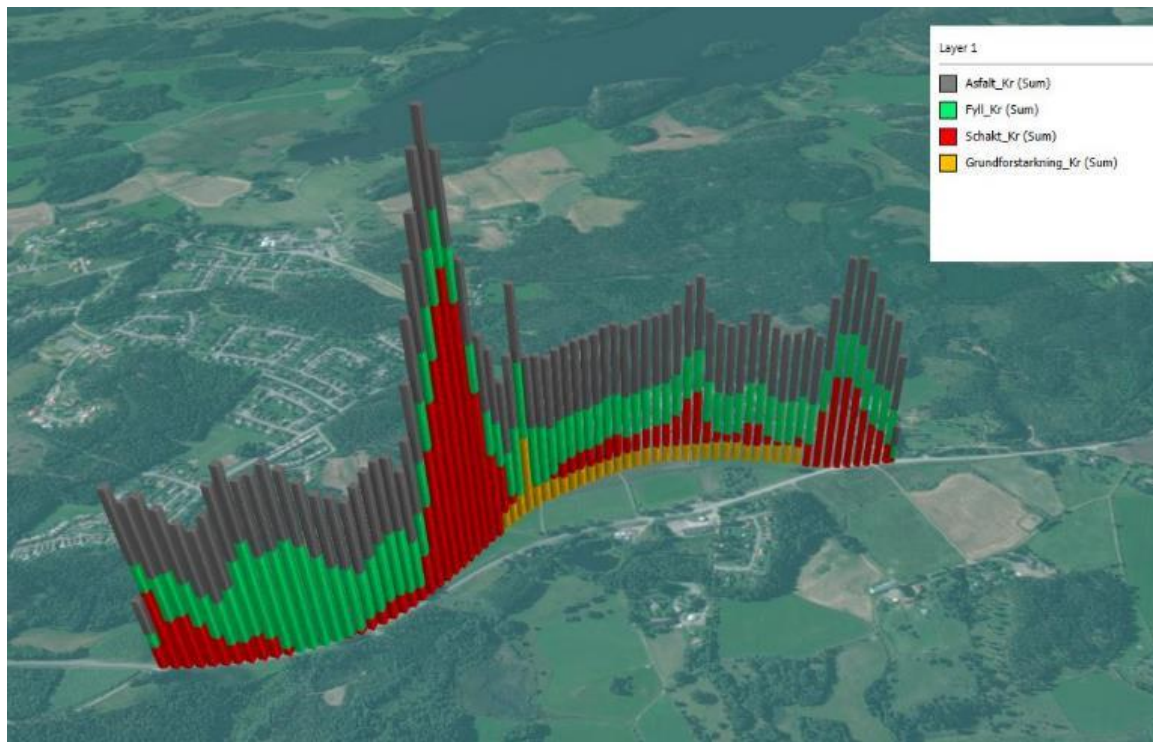 Layer 1
Asfalt_Kr (Sum)
Fyll_Kr (Sum)
Schakt_Kr (Sum)
Grundforstarkning_Kr (Sum)